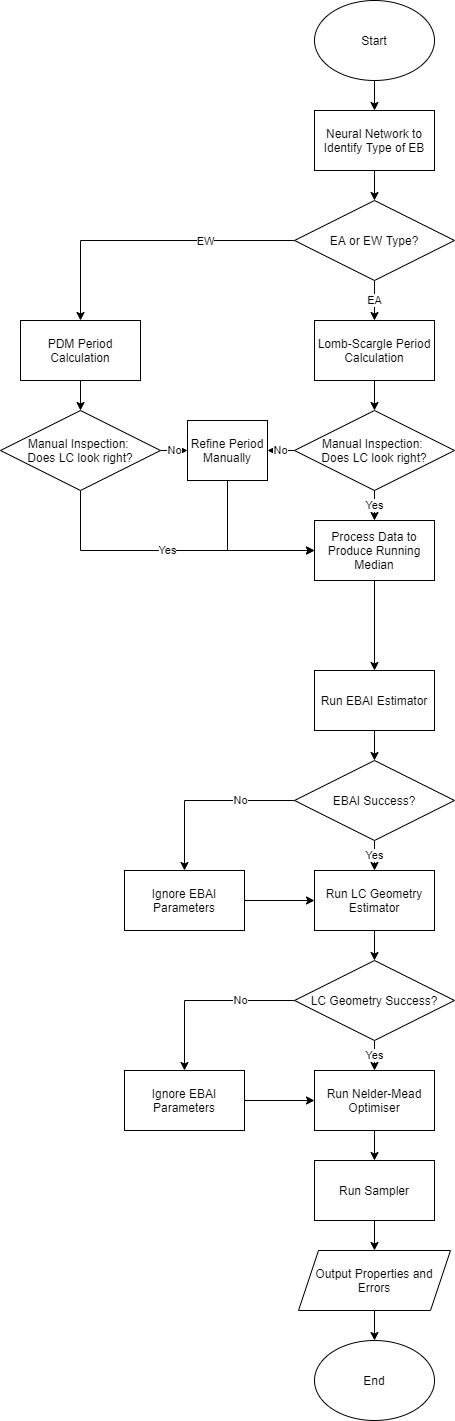 Start
Neural Network to
Identify Type of EB
EA or EW Type?
EW
EA
PDM Period
Calculation
Lomb-Scargle Period
Calculation
Manual Inspection:
Does LC look right?
No
Refine Period
Manually
No
Manual Inspection:
Does LC look right?
Yes
Yes
Process Data to
Produce Running
Median
Run EBAI Estimator
EBAI Success?
No
Yes
Ignore EBAI
Parameters
Run LC Geometry
Estimator
LC Geometry Success?
No
Yes
Ignore EBAI
Parameters
Run Nelder-Mead
Optimiser
Run Sampler
Output Properties and
Errors
End